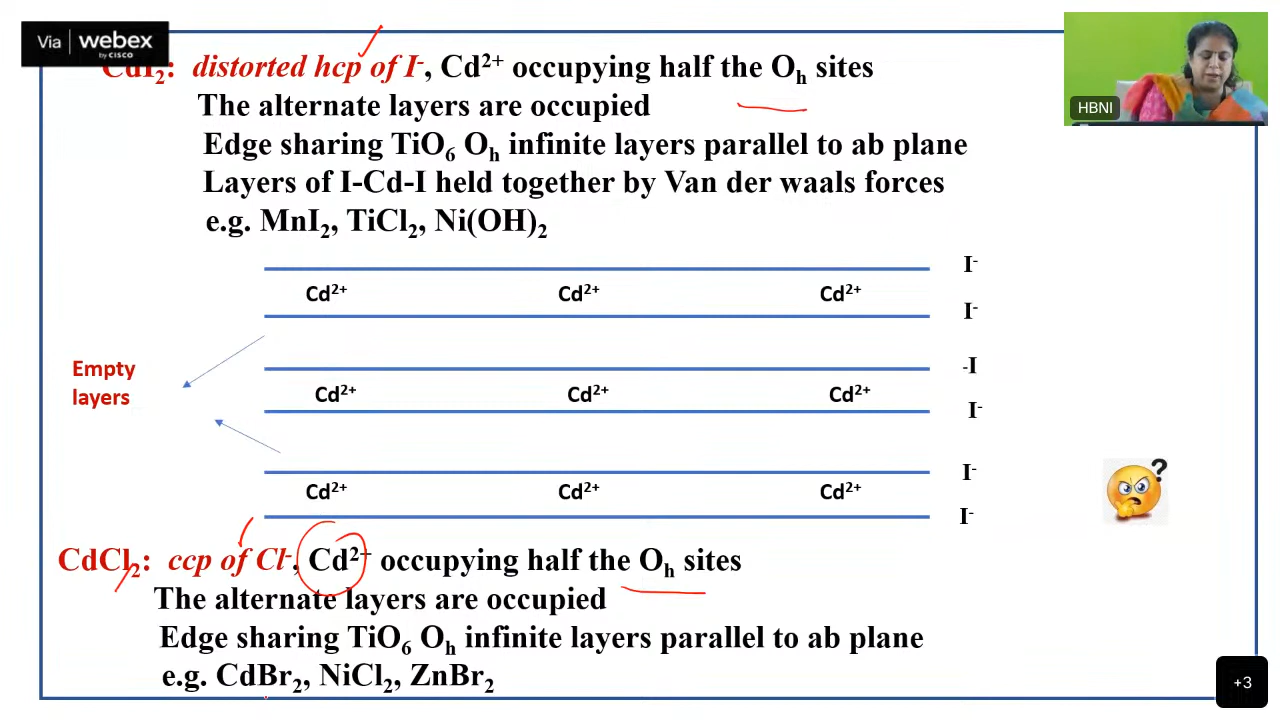 Via webex
by CISCO
CdI₂: distorted hcp of I⁻, Cd²⁺ occupying half the Oₕ sites
The alternate layers are occupied
Edge sharing TiO₆ Oₕ infinite layers parallel to ab plane
Layers of I-Cd-I held together by Van der waals forces
e.g. MnI₂, TiCl₂, Ni(OH)₂
HBNI
I⁻
Cd²⁺ Cd²⁺ Cd²⁺
I⁻
Empty
layers
-I
Cd²⁺ Cd²⁺ Cd²⁺
I⁻
I⁻
Cd²⁺ Cd²⁺ Cd²⁺
I⁻
?
CdCl₂: ccp of Cl⁻, Cd²⁺ occupying half the Oₕ sites
The alternate layers are occupied
Edge sharing TiO₆ Oₕ infinite layers parallel to ab plane
e.g. CdBr₂, NiCl₂, ZnBr₂
+3